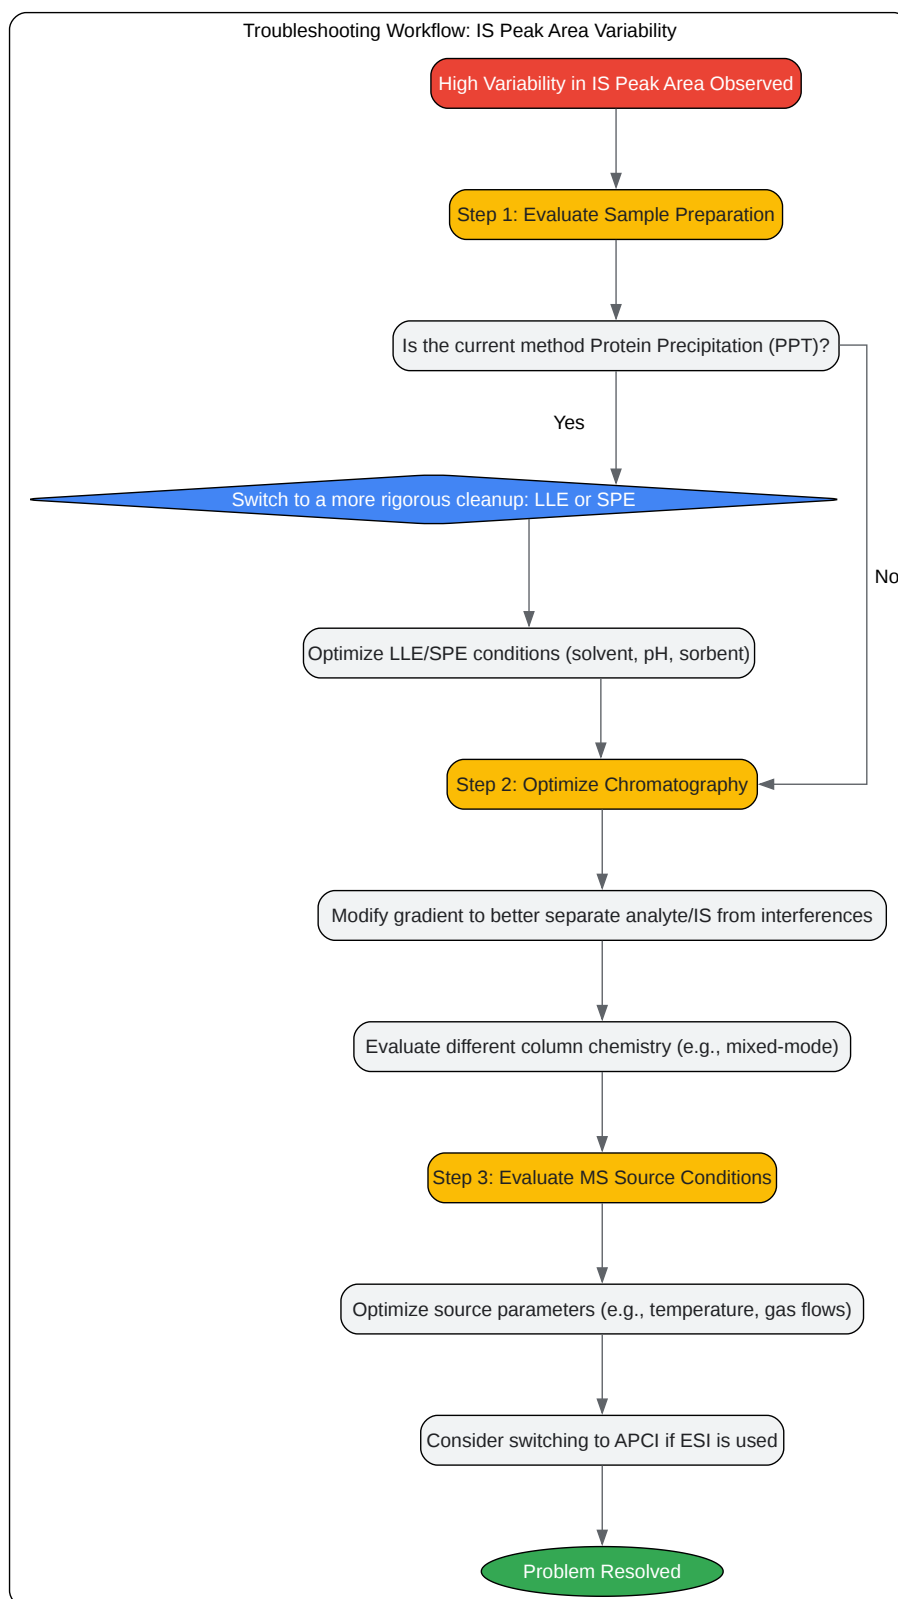 Troubleshooting Workflow: IS Peak Area Variability
High Variability in IS Peak Area Observed
Step 1: Evaluate Sample Preparation
Is the current method Protein Precipitation (PPT)?
Yes
Switch to a more rigorous cleanup: LLE or SPE
No
Optimize LLE/SPE conditions (solvent, pH, sorbent)
Step 2: Optimize Chromatography
Modify gradient to better separate analyte/IS from interferences
Evaluate different column chemistry (e.g., mixed-mode)
Step 3: Evaluate MS Source Conditions
Optimize source parameters (e.g., temperature, gas flows)
Consider switching to APCI if ESI is used
Problem Resolved